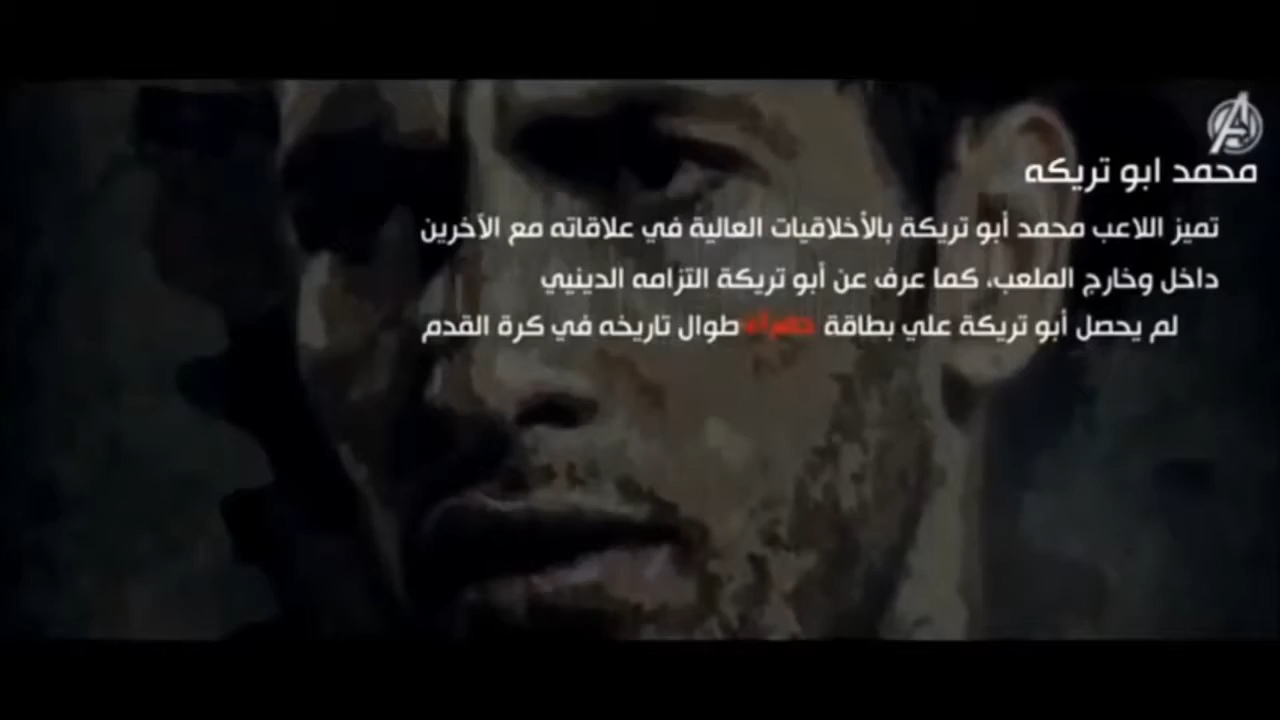 محمد ابو تريكه
تميز اللاعب محمد أبو تريكة بالأخلاقيات العالية في علاقاته مع الآخرين
داخل وخارج الملعب، كما عرف عن أبو تريكة التزامه الدينيي
لم يحصل أبو تريكة علي بطاقة حمراء طوال تاريخه في كرة القدم